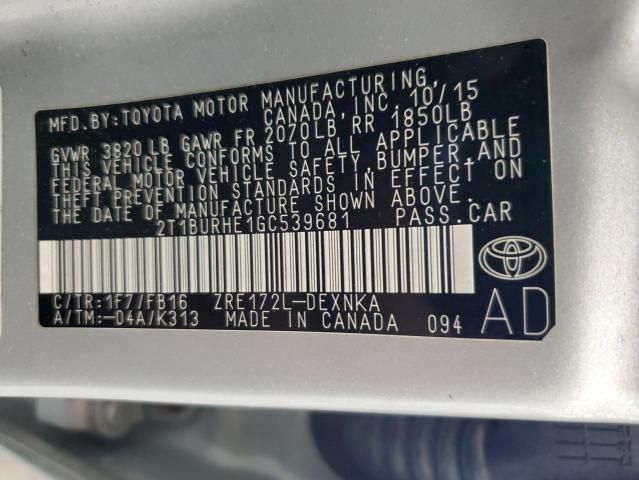 MFD.BY:TOYOTA MOTOR MANUFACTURING,
CANADA,INC. 10/15
GVWR 3820LB GAWR FR 2070LB, RR 1850LB
THIS VEHICLE CONFORMS TO ALL APPLICABLE
FEDERAL MOTOR VEHICLE SAFETY,BUMPER,AND
THEFT PREVENTION STANDARDS IN EFFECT ON
THE DATE OF MANUFACTURE SHOWN ABOVE.
2T1BURHE1GC539681 PASS.CAR
C/TR:1F7/FB16 ZRE172L-DEXNKA
A/TM:-04A/K313 MADE IN CANADA 094
AD